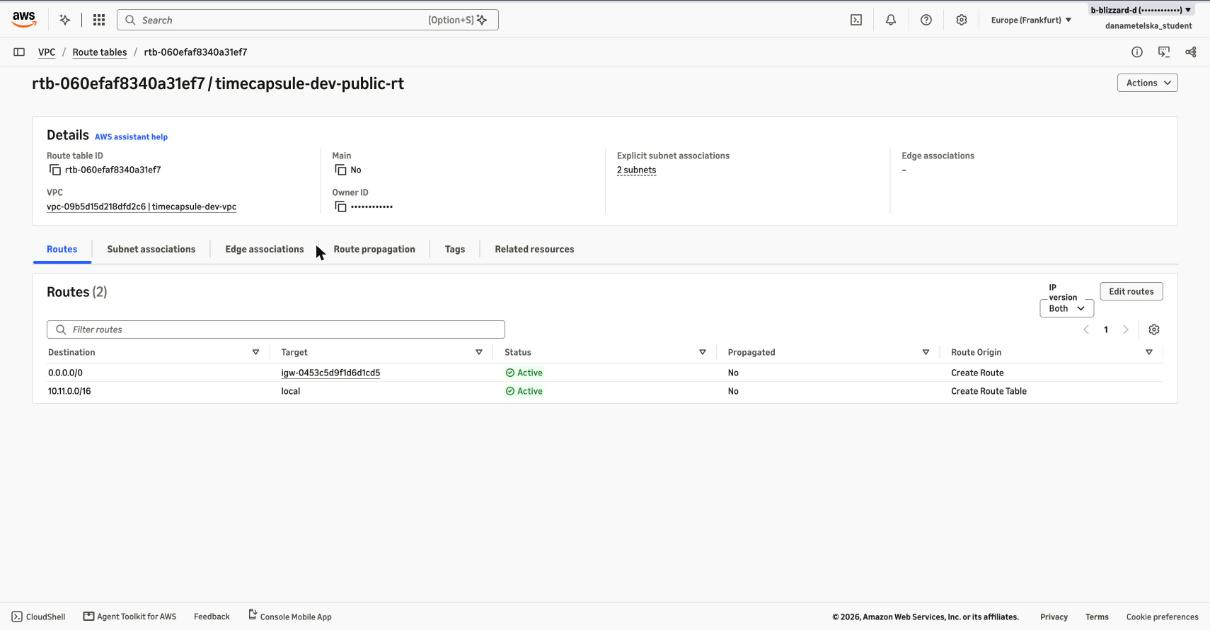 aws Search [Option+S] Europe (Frankfurt) ▼ b-blizzard-d (••••••••••••) ▼
danametelska_student
VPC / Route tables / rtb-060efaf8340a31ef7
rtb-060efaf8340a31ef7 / timecapsule-dev-public-rt Actions
Details AWS assistant help
Route table ID Main Explicit subnet associations Edge associations
rtb-060efaf8340a31ef7 No 2 subnets –
VPC Owner ID
vpc-09b5d15d218dfd2c6 | timecapsule-dev-vpc ••••••••••••
Routes Subnet associations Edge associations Route propagation Tags Related resources
Routes (2) IP version Both Edit routes
Filter routes 1
Destination Target Status Propagated Route Origin
0.0.0.0/0 igw-0453c5d9f1d6d1cd5 Active No Create Route
10.11.0.0/16 local Active No Create Route Table
CloudShell Agent Toolkit for AWS Feedback Console Mobile App © 2026, Amazon Web Services, Inc. or its affiliates. Privacy Terms Cookie preferences